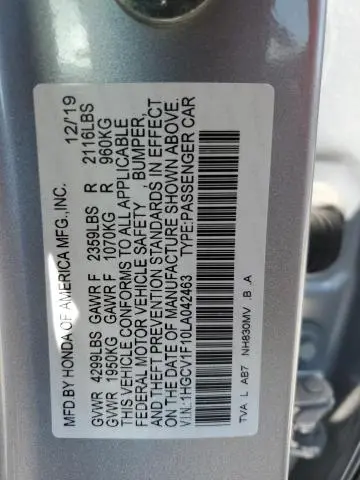 MFD.BY HONDA OF AMERICA MFG.,INC. 12/'19
GVWR 4299LBS GAWR F 2359LBS R 2116LBS
GVWR 1950KG GAWR F 1070KG R 960KG
THIS VEHICLE CONFORMS TO ALL APPLICABLE
FEDERAL MOTOR VEHICLE SAFETY , BUMPER,
AND THEFT PREVENTION STANDARDS IN EFFECT
ON THE DATE OF MANUFACTURE SHOWN ABOVE.
V.I.N.:1HGCV1F10LA042463 TYPE:PASSENGER CAR
TVA L AB7 NH830MV .B .A